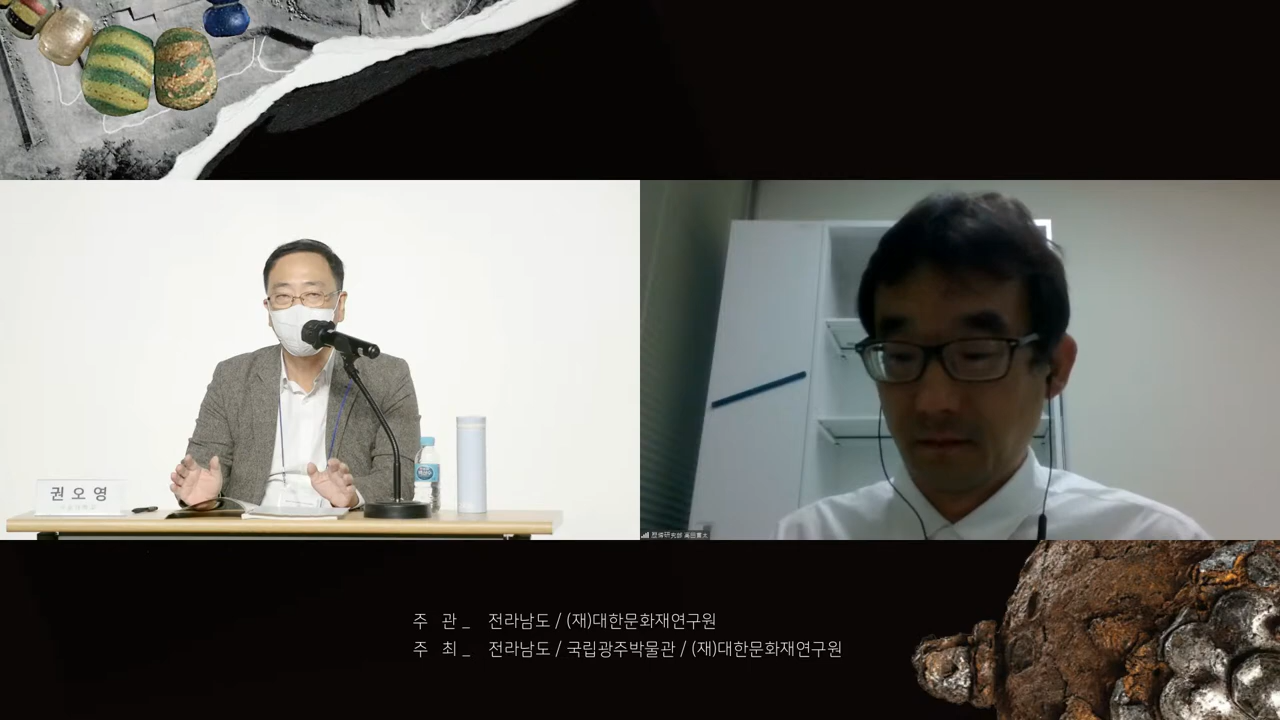 권 오 영
주 관 _ 전라남도 / (재)대한문화재연구원
주 최 _ 전라남도 / 국립광주박물관 / (재)대한문화재연구원